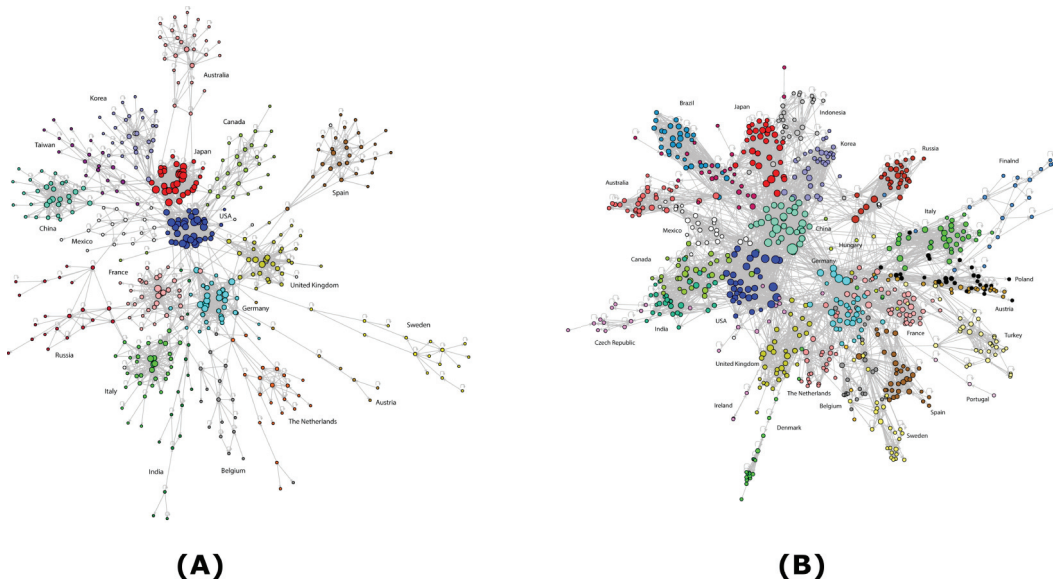 Australia
Korea
Canada
Taiwan
Japan
Spain
USA
China
Mexico
France
United Kingdom
Germany
Sweden
Russia
Italy
Austria
The Netherlands
India
Belgium
(A)
Brazil
Japan
Indonesia
Korea
Russia
Finalnd
Australia
Italy
Mexico
China
Hungary
Canada
Germany
Poland
Austria
USA
France
India
Turkey
Czech Republic
United Kingdom
The Netherlands
Portugal
Ireland
Belgium
Spain
Denmark
Sweden
(B)